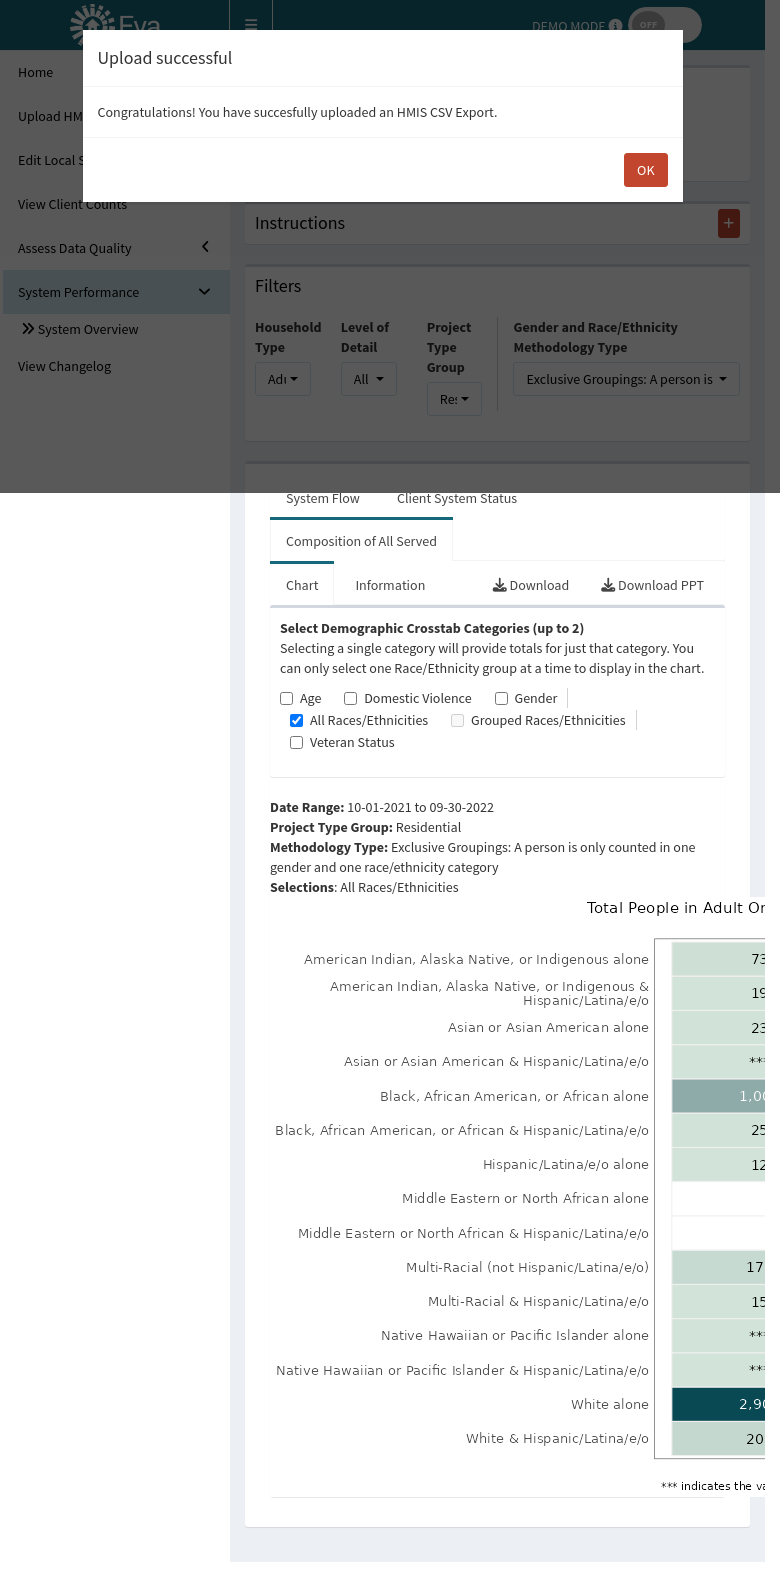 Eva
DEMO MODE
OFF
Upload successful
Congratulations! You have succesfully uploaded an HMIS CSV Export.
OK
Home
Upload HM
Edit Local S
View Client Counts
Assess Data Quality
System Performance
System Overview
View Changelog
Instructions
Filters
Household Type
Level of Detail
Project Type Group
Gender and Race/Ethnicity Methodology Type
All
Exclusive Groupings: A person is
System Flow
Client System Status
Composition of All Served
Chart
Information
Download
Download PPT
Select Demographic Crosstab Categories (up to 2)
Selecting a single category will provide totals for just that category. You
can only select one Race/Ethnicity group at a time to display in the chart.
Age
Domestic Violence
Gender
All Races/Ethnicities
Grouped Races/Ethnicities
Veteran Status
Date Range: 10-01-2021 to 09-30-2022
Project Type Group: Residential
Methodology Type: Exclusive Groupings: A person is only counted in one
gender and one race/ethnicity category
Selections: All Races/Ethnicities
Total People in Adult Or
American Indian, Alaska Native, or Indigenous alone 73
American Indian, Alaska Native, or Indigenous &
Hispanic/Latina/e/o 19
Asian or Asian American alone 23
Asian or Asian American & Hispanic/Latina/e/o ***
Black, African American, or African alone 1,00
Black, African American, or African & Hispanic/Latina/e/o 25
Hispanic/Latina/e/o alone 12
Middle Eastern or North African alone
Middle Eastern or North African & Hispanic/Latina/e/o
Multi-Racial (not Hispanic/Latina/e/o) 17
Multi-Racial & Hispanic/Latina/e/o 15
Native Hawaiian or Pacific Islander alone ***
Native Hawaiian or Pacific Islander & Hispanic/Latina/e/o ***
White alone 2,90
White & Hispanic/Latina/e/o 20
*** indicates the va